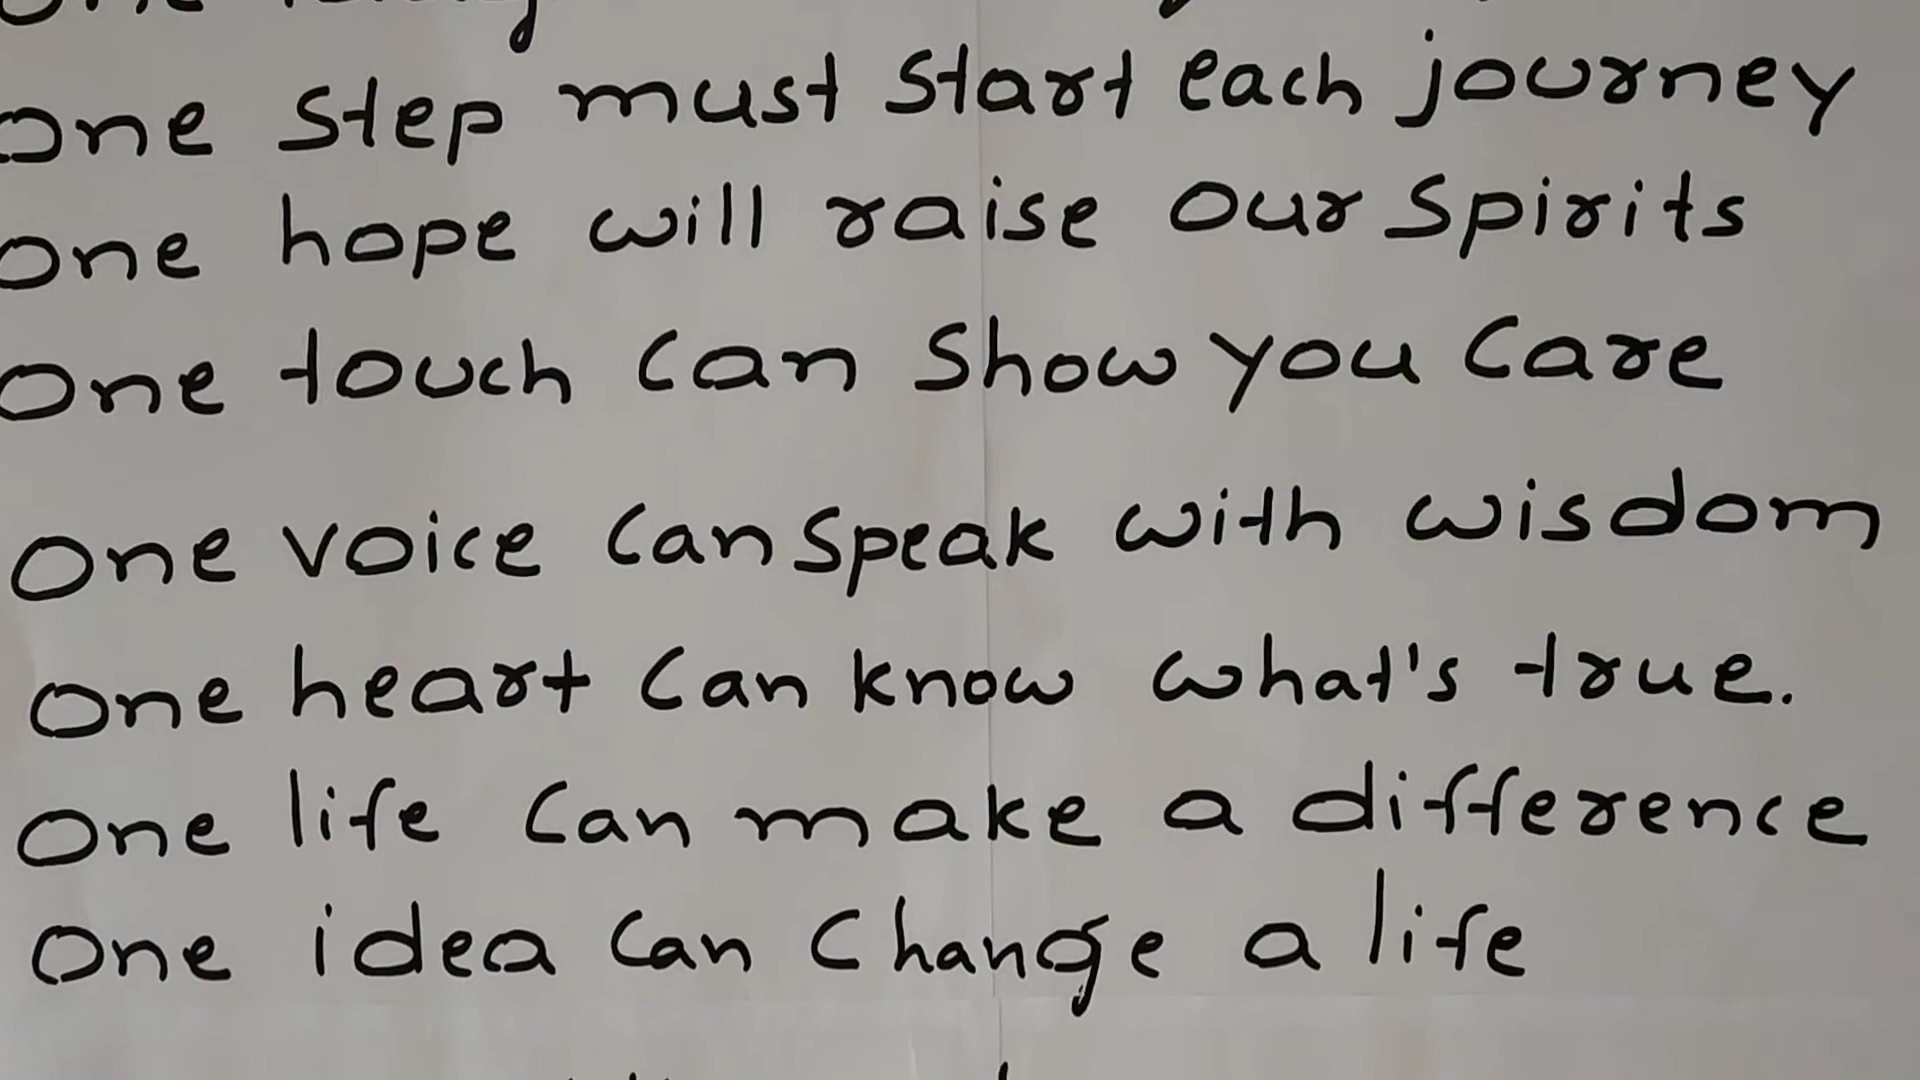 one step must start each journey
one hope will raise our spirits
one touch can show you care
one voice can speak with wisdom
one heart can know what's true.
one life can make a difference
one idea can change a life